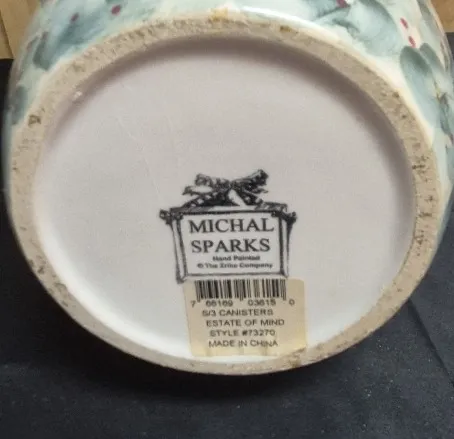 MICHAL
SPARKS
Hand Painted
© The Erlko Company
7 66169 03615 0
S/3 CANISTERS
ESTATE OF MIND
STYLE #73270
MADE IN CHINA